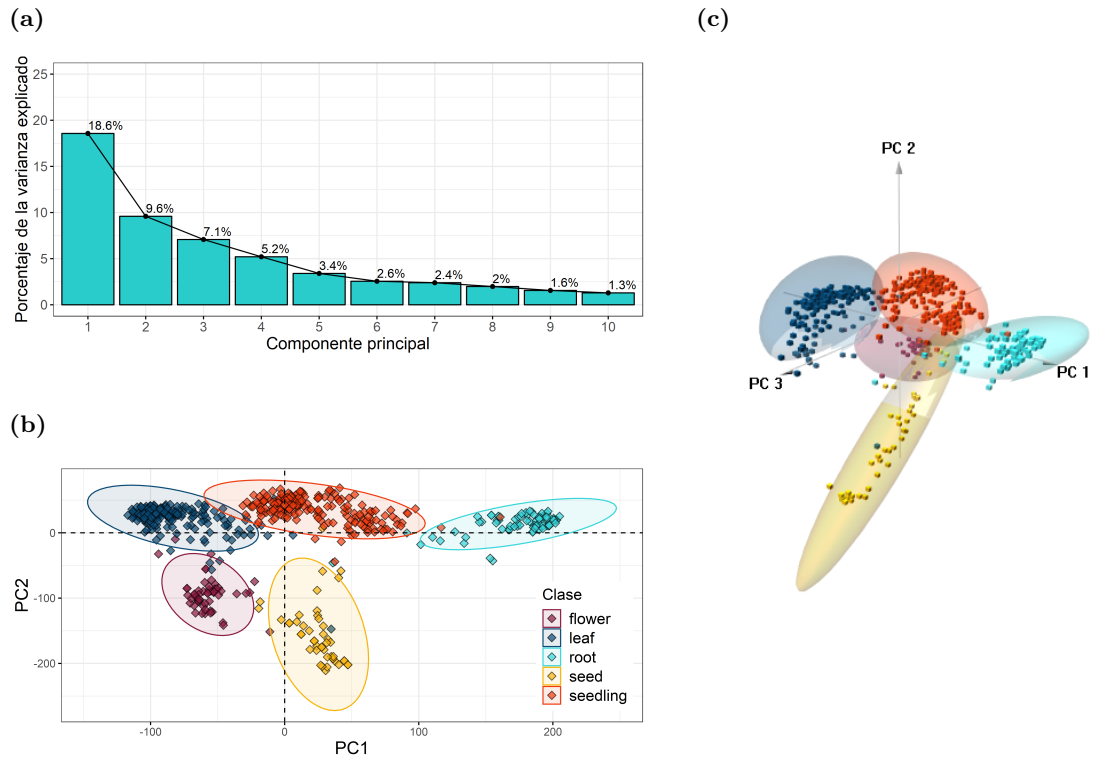 (a)
Porcentaje de la varianza explicado
25
20
15
10
5
0
18.6%
9.6%
7.1%
5.2%
3.4%
2.6%
2.4%
2%
1.6%
1.3%
1 2 3 4 5 6 7 8 9 10
Componente principal
(b)
PC2
0
-100
-200
-100 0 100 200
PC1
Clase
flower
leaf
root
seed
seedling
(c)
PC 2
PC 3
PC 1